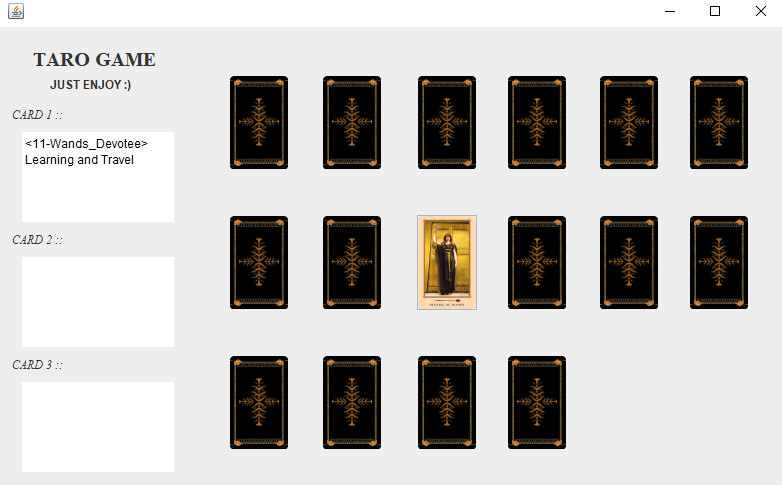 TARO GAME
JUST ENJOY :)
CARD 1 ::
<11-Wands_Devotee>
Learning and Travel
CARD 2 ::
CARD 3 ::